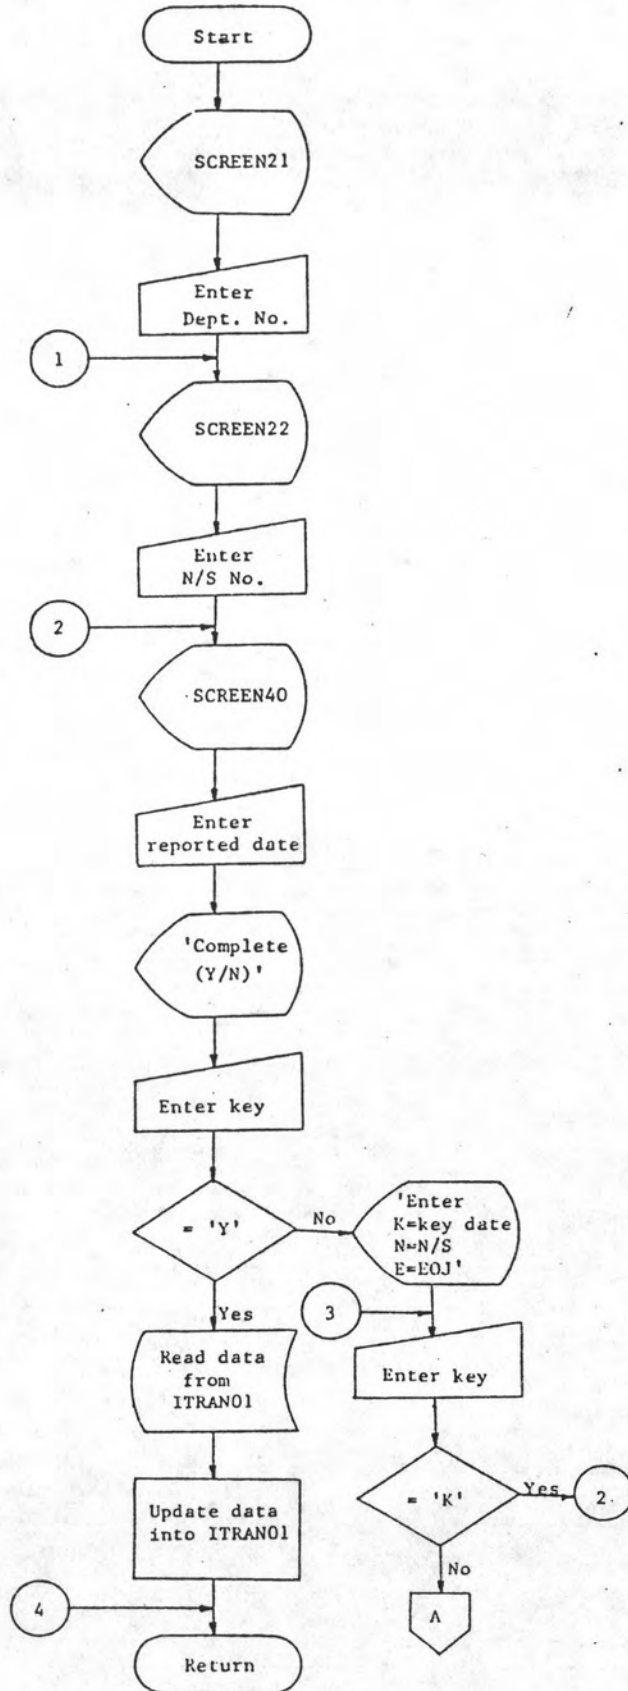 Start
SCREEN21
Enter
Dept. No.
1
SCREEN22
Enter
N/S No.
2
SCREEN40
Enter
reported date
'Complete
(Y/N)'
Enter key
= 'Y'
No
'Enter
K=key date
N=N/S
E=EOJ'
Yes
3
Read data
from
ITRAN01
Enter key
Update data
into ITRAN01
= 'K'
Yes
2
No
4
A
Return